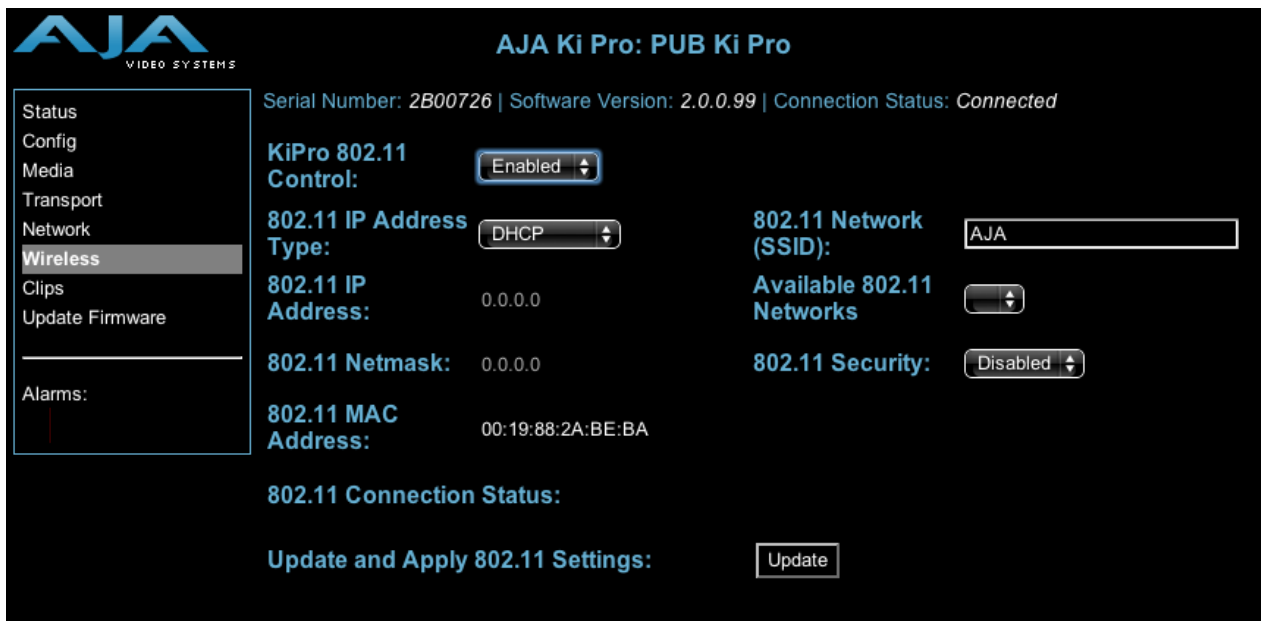 AJA
VIDEO SYSTEMS
AJA Ki Pro: PUB Ki Pro
Status
Config
Media
Transport
Network
Wireless
Clips
Update Firmware
Alarms:
Serial Number: 2B00726 | Software Version: 2.0.0.99 | Connection Status: Connected
KiPro 802.11
Control:
Enabled
802.11 IP Address
Type:
DHCP
802.11 Network
(SSID):
AJA
802.11 IP
Address:
0.0.0.0
Available 802.11
Networks
802.11 Netmask:
0.0.0.0
802.11 Security:
Disabled
802.11 MAC
Address:
00:19:88:2A:BE:BA
802.11 Connection Status:
Update and Apply 802.11 Settings:
Update